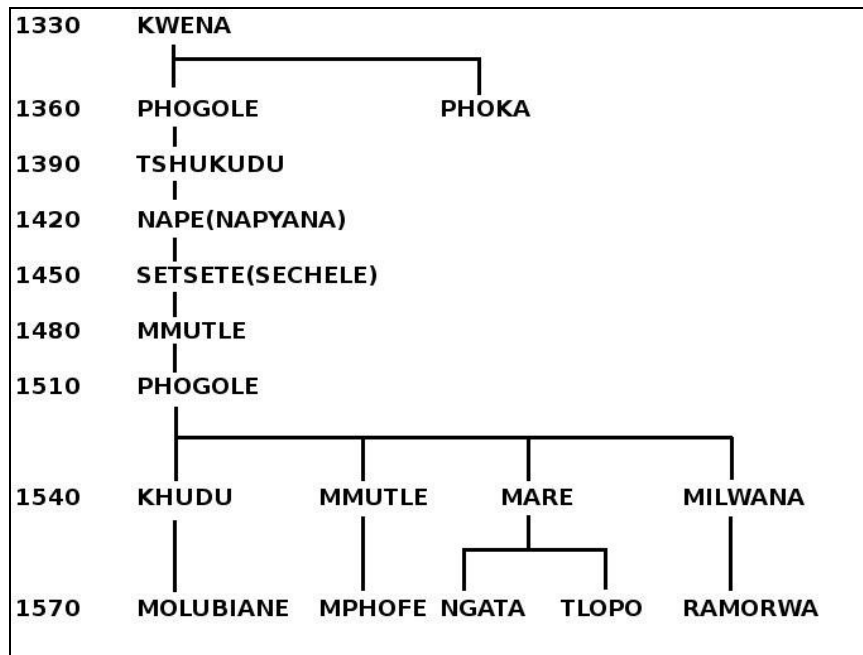 1330 KWENA
1360 PHOGOLE PHOKA
1390 TSHUKUDU
1420 NAPE(NAPYANA)
1450 SETSETE(SECHELE)
1480 MMUTLE
1510 PHOGOLE
1540 KHUDU MMUTLE MARE MILWANA
1570 MOLUBIANE MPHOFE NGATA TLOPO RAMORWA